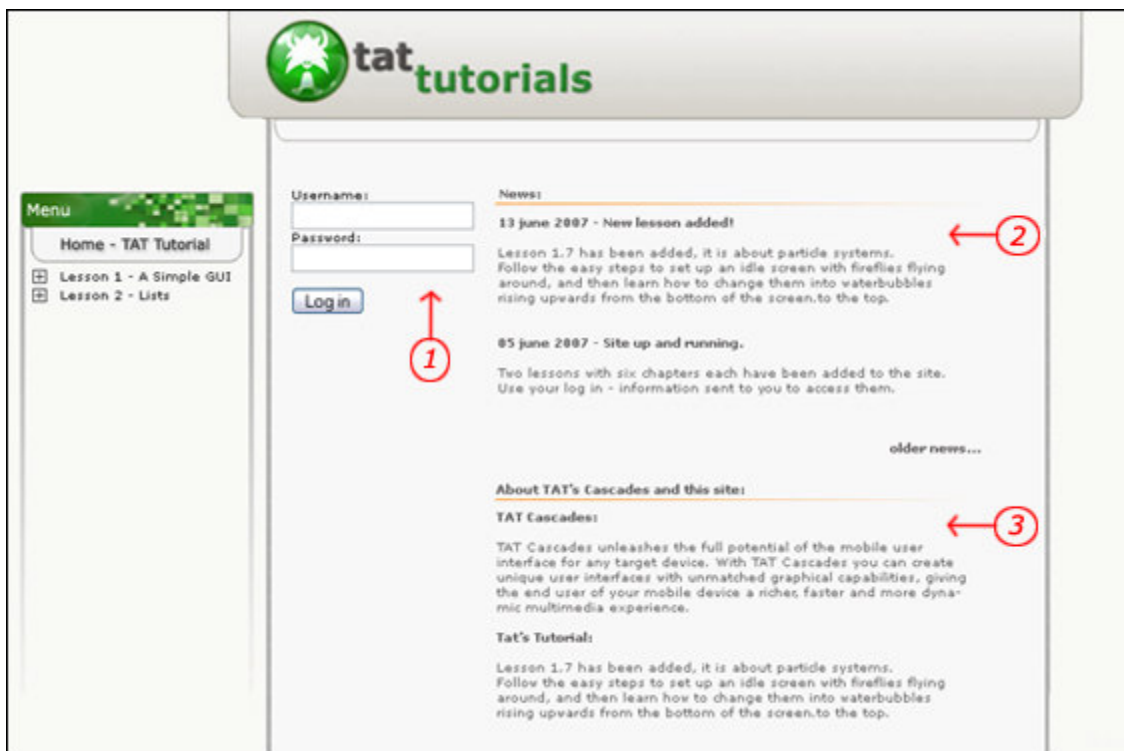 tat
tutorials
Menu
Home - TAT Tutorial
Lesson 1 - A Simple GUI
Lesson 2 - Lists
Username:
Password:
Log in
1
News:
13 june 2007 - New lesson added!
2
Lesson 1.7 has been added, it is about particle systems.
Follow the easy steps to set up an idle screen with fireflies flying
around, and then learn how to change them into waterbubbles
rising upwards from the bottom of the screen.to the top.
05 june 2007 - Site up and running.
Two lessons with six chapters each have been added to the site.
Use your log in - information sent to you to access them.
older news...
About TAT's Cascades and this site:
TAT Cascades:
3
TAT Cascades unleashes the full potential of the mobile user
interface for any target device. With TAT Cascades you can create
unique user interfaces with unmatched graphical capabilities, giving
the end user of your mobile device a richer, faster and more dyna-
mic multimedia experience.
Tat's Tutorial:
Lesson 1.7 has been added, it is about particle systems.
Follow the easy steps to set up an idle screen with fireflies flying
around, and then learn how to change them into waterbubbles
rising upwards from the bottom of the screen.to the top.